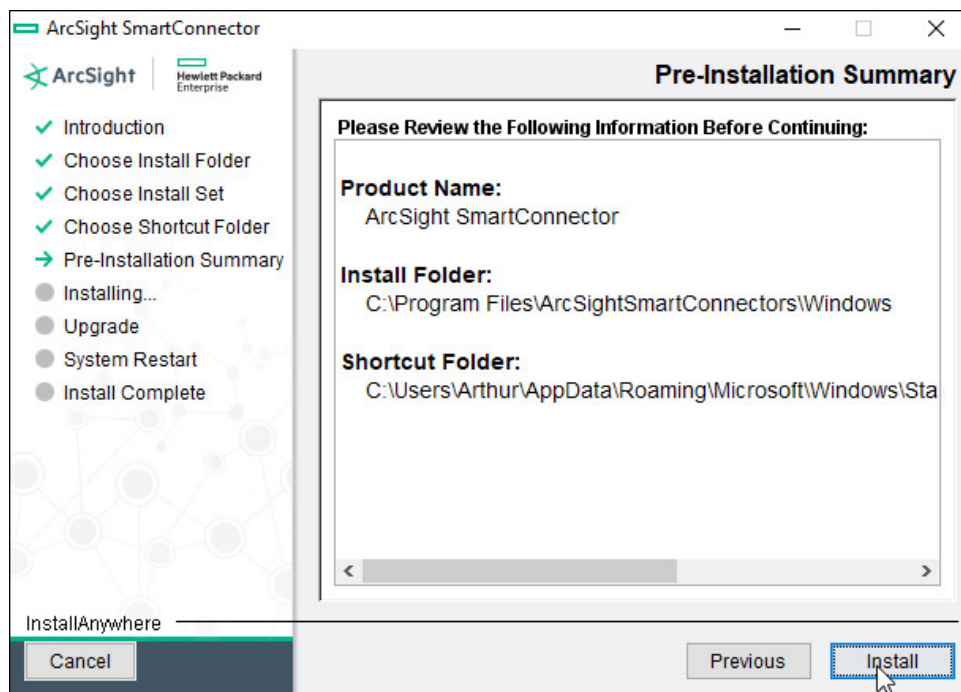 ArcSight SmartConnector
ArcSight
Hewlett Packard
Enterprise
Introduction
Choose Install Folder
Choose Install Set
Choose Shortcut Folder
Pre-Installation Summary
Installing...
Upgrade
System Restart
Install Complete
Pre-Installation Summary
Please Review the Following Information Before Continuing:
Product Name:
ArcSight SmartConnector
Install Folder:
C:\Program Files\ArcSightSmartConnectors\Windows
Shortcut Folder:
C:\Users\Arthur\AppData\Roaming\Microsoft\Windows\Sta
InstallAnywhere
Cancel
Previous
Install